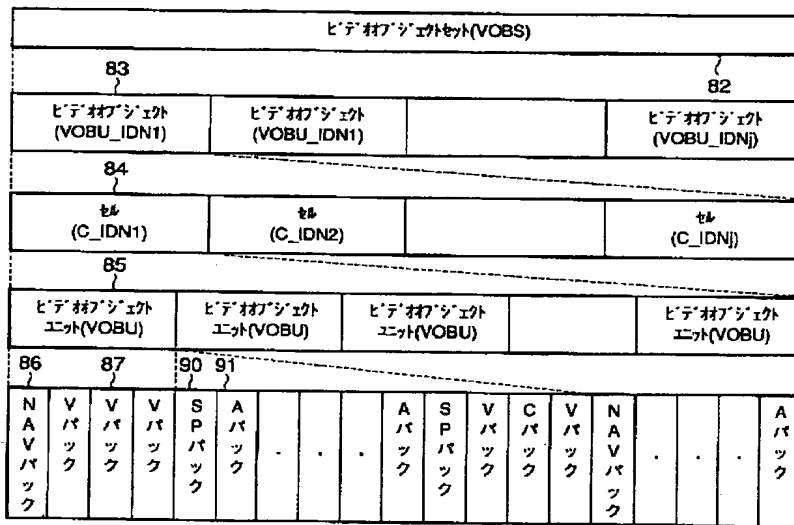 ビデオオブジェクトセット(VOBS)
83
82
ビデオオブジェクト
(VOBU_IDN1)
ビデオオブジェクト
(VOBU_IDN1)
ビデオオブジェクト
(VOBU_IDNj)
84
セル
(C_IDN1)
セル
(C_IDN2)
セル
(C_IDNj)
85
ビデオオブジェクト
ユニット(VOBU)
ビデオオブジェクト
ユニット(VOBU)
ビデオオブジェクト
ユニット(VOBU)
ビデオオブジェクト
ユニット(VOBU)
86
87
90
91
NAVパック
Vパック
Vパック
Vパック
SPパック
Aパック
・
・
・
Aパック
SPパック
Vパック
Cパック
Vパック
NAVパック
・
・
・
Aパック